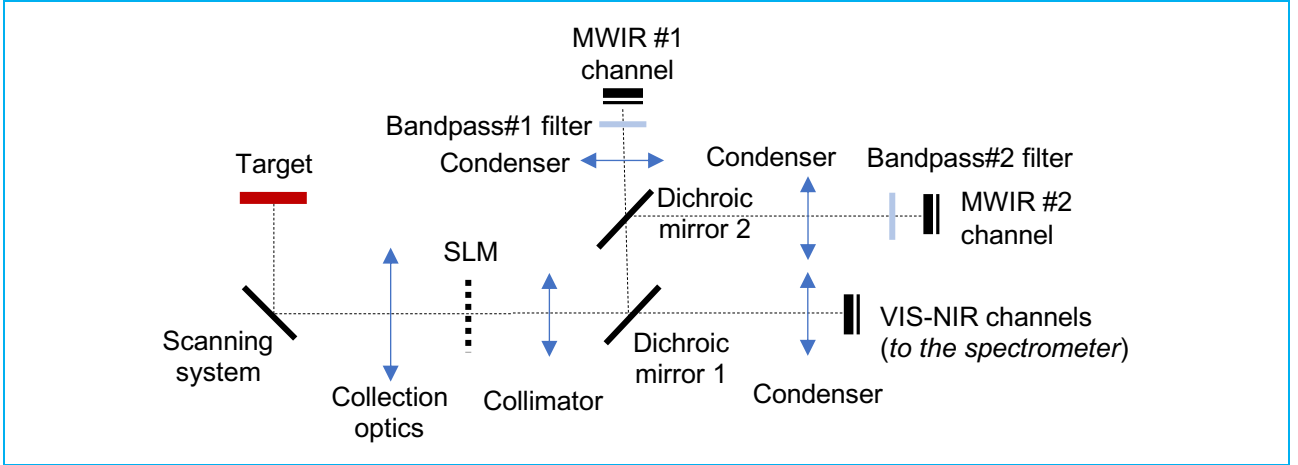 MWIR #1
channel
Bandpass#1 filter
Condenser
Condenser
Bandpass#2 filter
Target
Dichroic
mirror 2
MWIR #2
channel
SLM
Scanning
system
Collection
optics
Collimator
Dichroic
mirror 1
Condenser
VIS-NIR channels
(to the spectrometer)